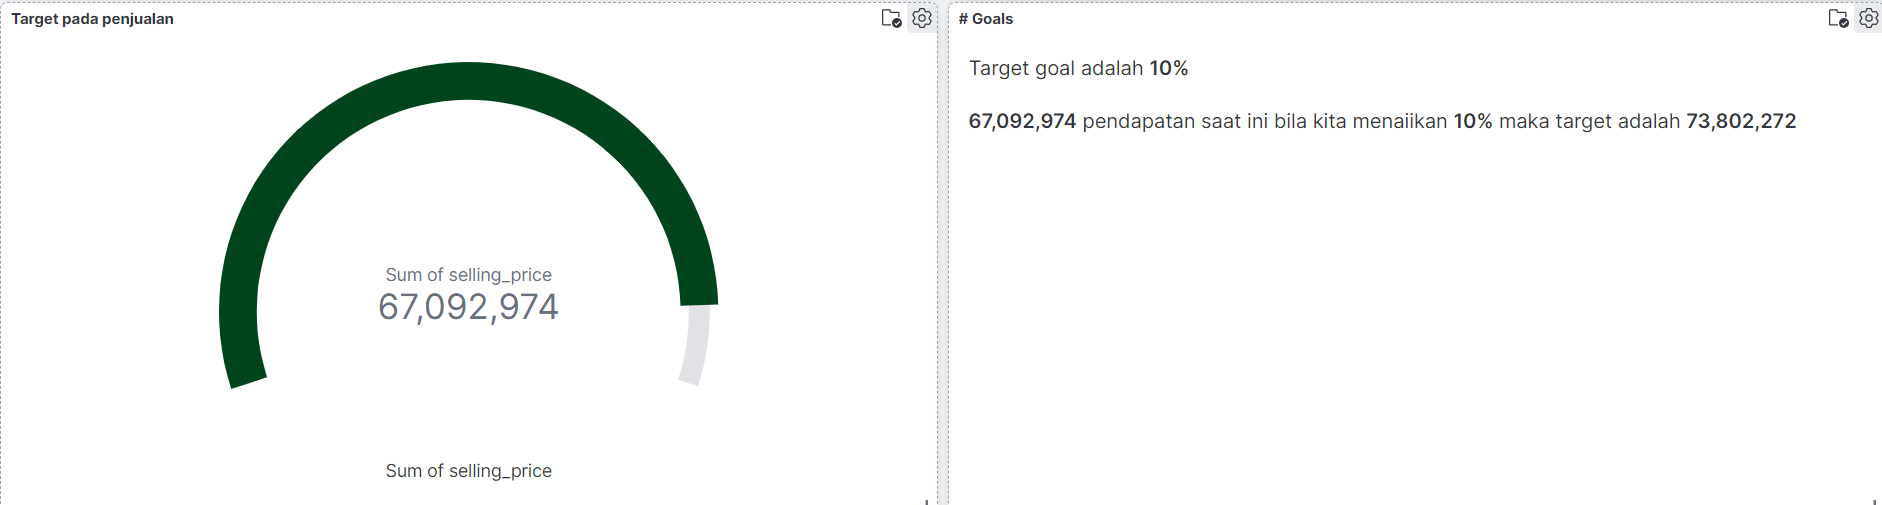 Target pada penjualan
Sum of selling_price
67,092,974
Sum of selling_price
# Goals
Target goal adalah 10%
67,092,974 pendapatan saat ini bila kita menaiikan 10% maka target adalah 73,802,272